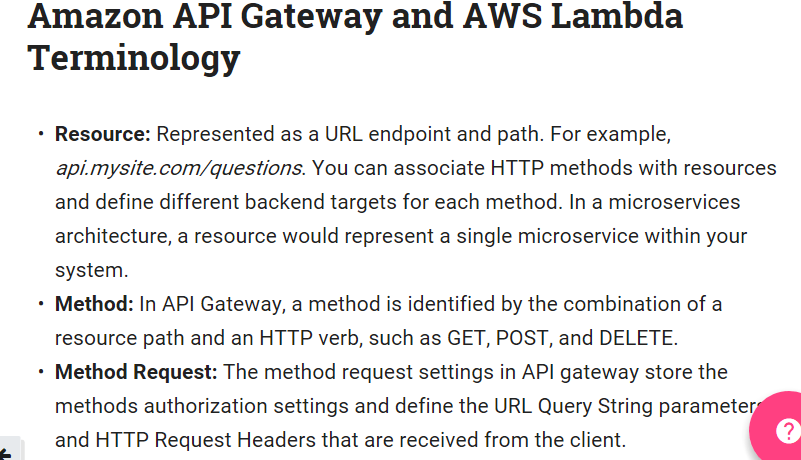 Amazon API Gateway and AWS Lambda
Terminology
• Resource: Represented as a URL endpoint and path. For example,
api.mysite.com/questions. You can associate HTTP methods with resources
and define different backend targets for each method. In a microservices
architecture, a resource would represent a single microservice within your
system.
• Method: In API Gateway, a method is identified by the combination of a
resource path and an HTTP verb, such as GET, POST, and DELETE.
• Method Request: The method request settings in API gateway store the
methods authorization settings and define the URL Query String parameters
and HTTP Request Headers that are received from the client.
?